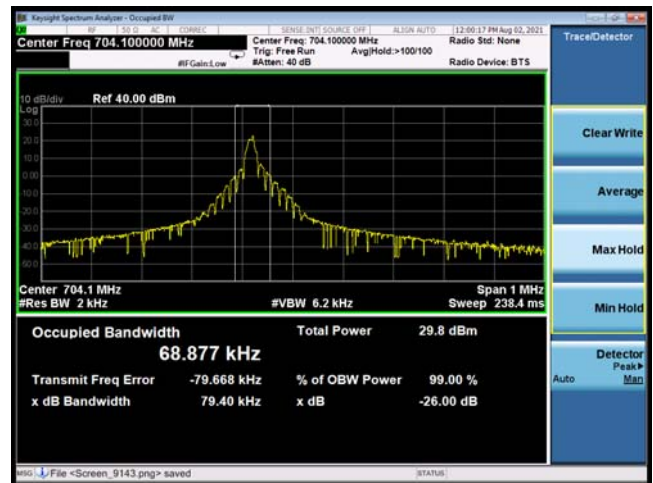 Keysight Spectrum Analyzer - Occupied BW
RF 50 Ω AC CORREC SENSE:INT SOURCE OFF ALIGN AUTO 12:00:17 PM Aug 02, 2021
Center Freq 704.100000 MHz
Center Freq: 704.100000 MHz
Radio Std: None
Trig: Free Run Avg|Hold:>100/100
#IFGain:Low #Atten: 40 dB Radio Device: BTS
10 dB/div Ref 40.00 dBm
Log
30.0
20.0
10.0
0.00
10.0
20.0
30.0
40.0
50.0
Center 704.1 MHz Span 1 MHz
#Res BW 2 kHz #VBW 6.2 kHz Sweep 238.4 ms
Occupied Bandwidth Total Power 29.8 dBm
68.877 kHz
Transmit Freq Error -79.668 kHz % of OBW Power 99.00 %
x dB Bandwidth 79.40 kHz x dB -26.00 dB
Trace/Detector
Clear Write
Average
Max Hold
Min Hold
Detector
Peak▶
Auto Man
MSG File <Screen_9143.png> saved STATUS